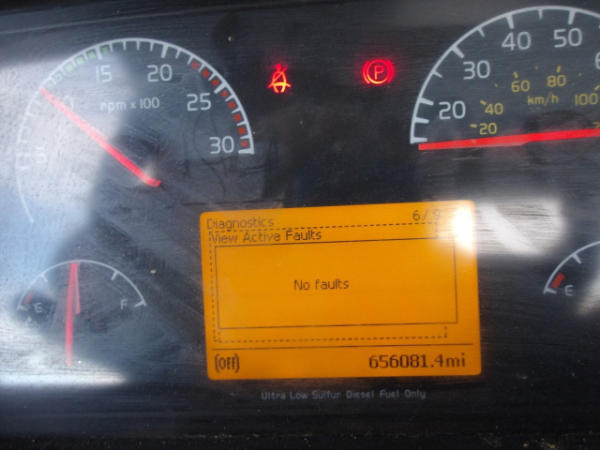 15
20
25
30
rpm x 100
P
20
30
40
50
20
40
60
80
100
km/h
Diagnostics 6/9
View Active Faults
No faults
E
F
E
(OFF) 656081.4mi
Ultra Low Sulfur Diesel Fuel Only